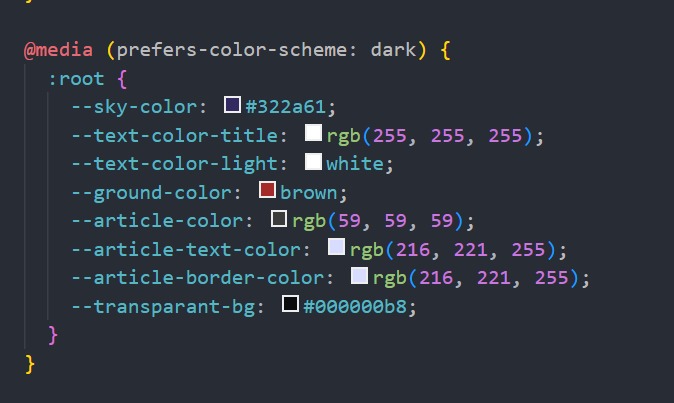 @media (prefers-color-scheme: dark) {
:root {
--sky-color: #322a61;
--text-color-title: rgb(255, 255, 255);
--text-color-light: white;
--ground-color: brown;
--article-color: rgb(59, 59, 59);
--article-text-color: rgb(216, 221, 255);
--article-border-color: rgb(216, 221, 255);
--transparant-bg: #000000b8;
}
}